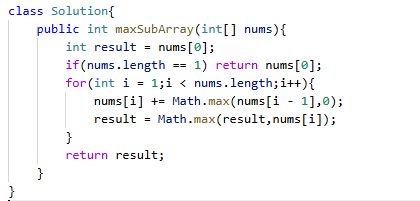 class Solution{
    public int maxSubArray(int[] nums){
        int result = nums[0];
        if(nums.length == 1) return nums[0];
        for(int i = 1;i < nums.length;i++){
            nums[i] += Math.max(nums[i - 1],0);
            result = Math.max(result,nums[i]);
        }
        return result;
    }
}